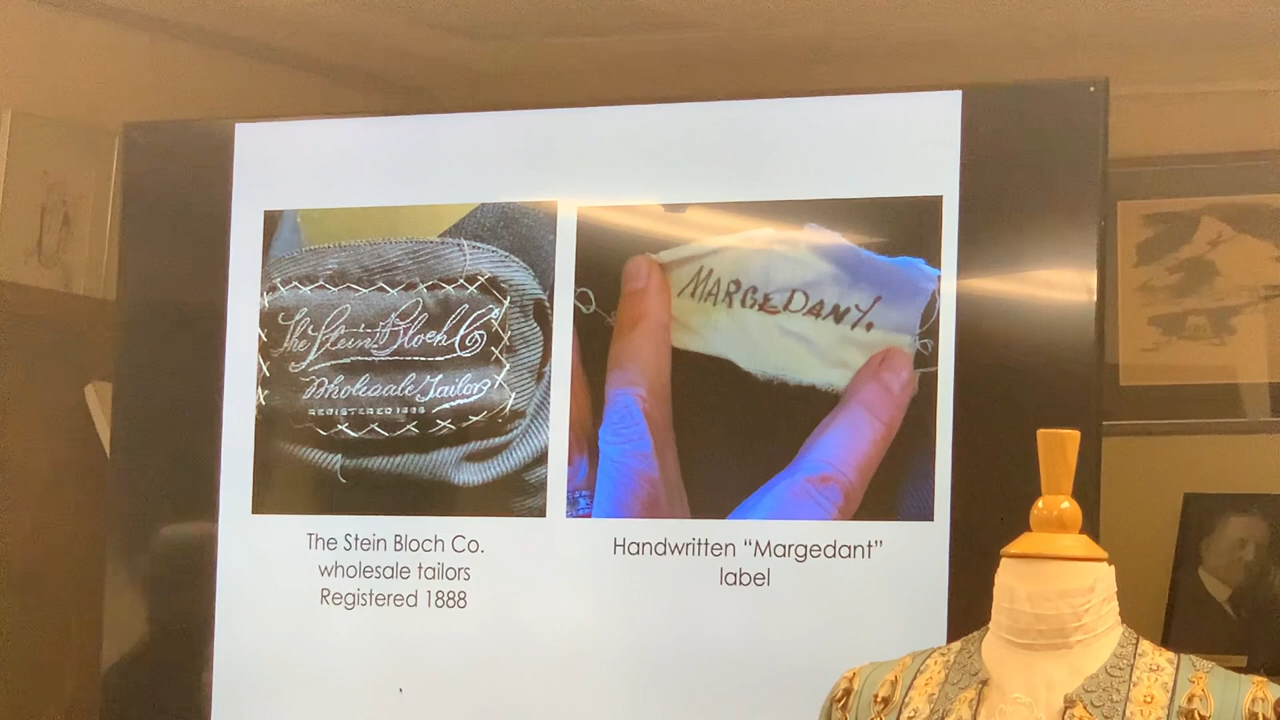 The Stein Bloch Co
Wholesale Tailors
REGISTERED 1888
MARGEDANY.
The Stein Bloch Co.
wholesale tailors
Registered 1888
Handwritten “Margedant”
label